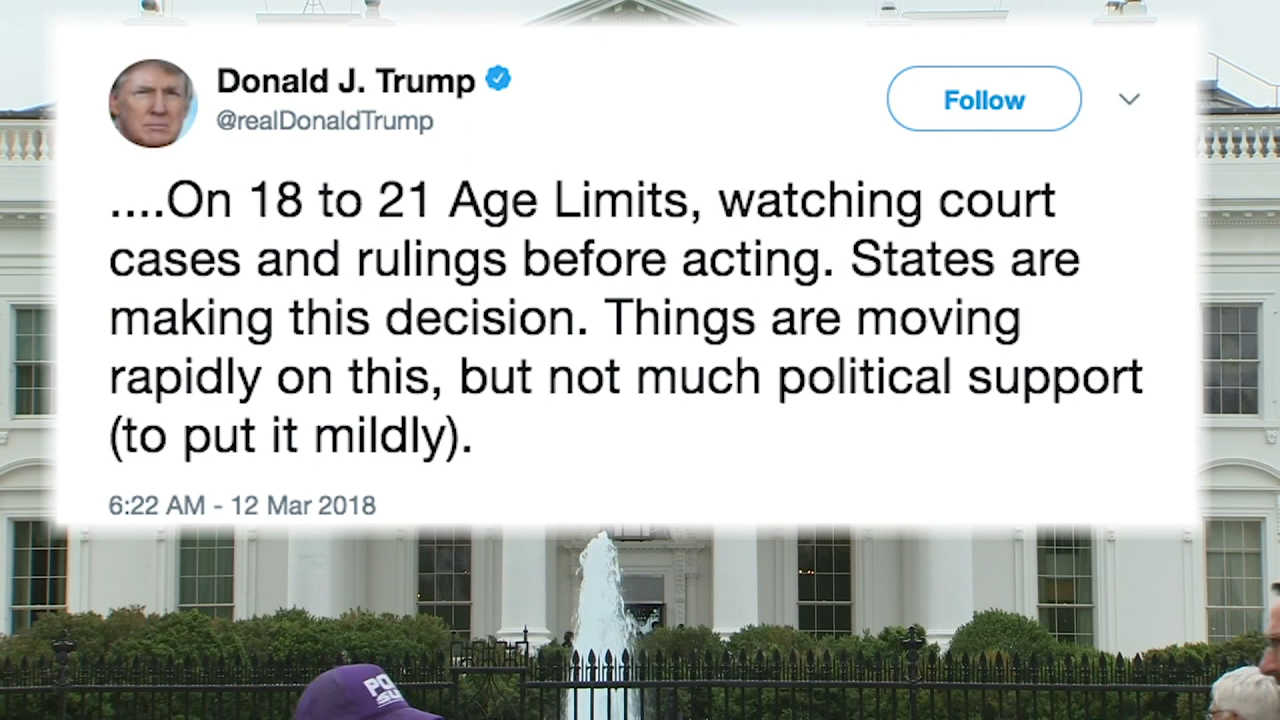 Donald J. Trump
@realDonaldTrump
Follow
....On 18 to 21 Age Limits, watching court
cases and rulings before acting. States are
making this decision. Things are moving
rapidly on this, but not much political support
(to put it mildly).
6:22 AM - 12 Mar 2018